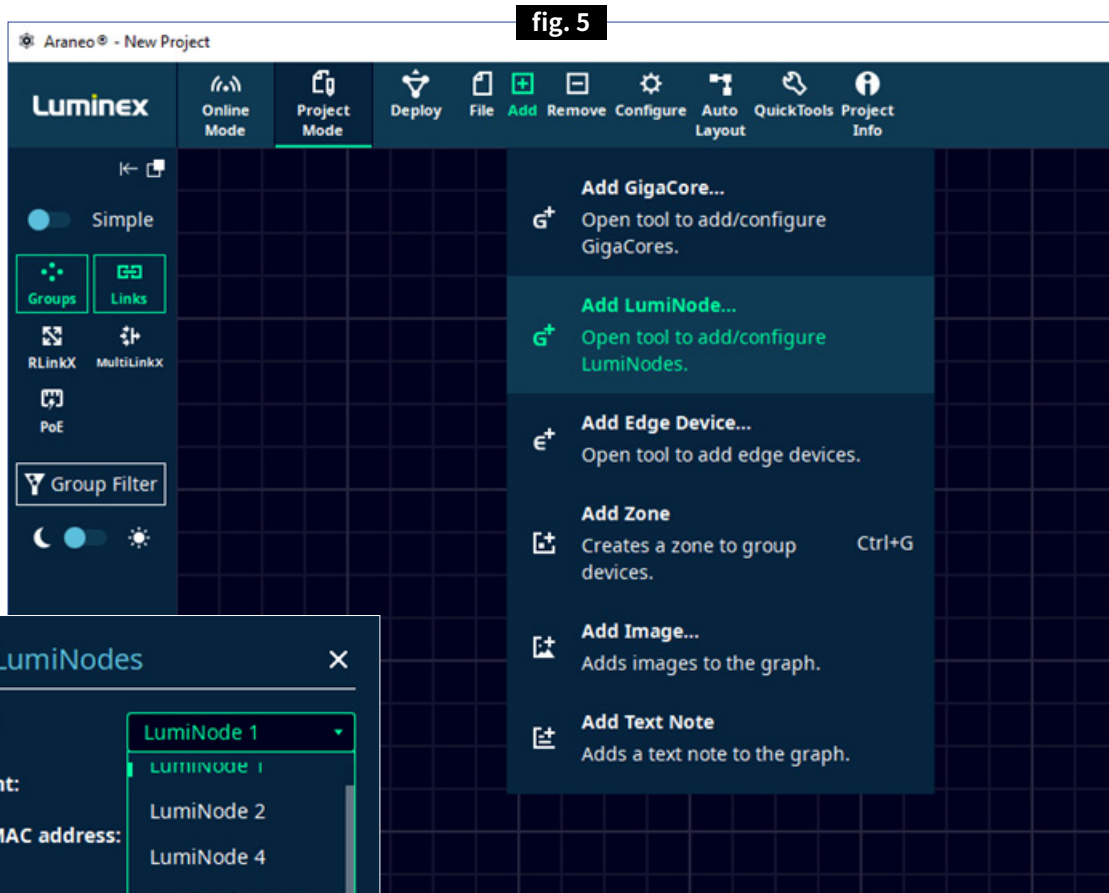 fig. 5
Araneo® - New Project
Luminex
Online Mode
Project Mode
Deploy
File
Add
Remove
Configure
Auto Layout
QuickTools
Project Info
Simple
Groups
Links
RLinkX
MultiLinkX
PoE
Group Filter
Add GigaCore...
Open tool to add/configure
GigaCores.
Add LumiNode...
Open tool to add/configure
LumiNodes.
Add Edge Device...
Open tool to add edge devices.
Add Zone
Creates a zone to group
devices.
Ctrl+G
Add Image...
Adds images to the graph.
Add Text Note
Adds a text note to the graph.
LumiNodes
LumiNode 1
LumiNode 1
LumiNode 2
MAC address:
LumiNode 4